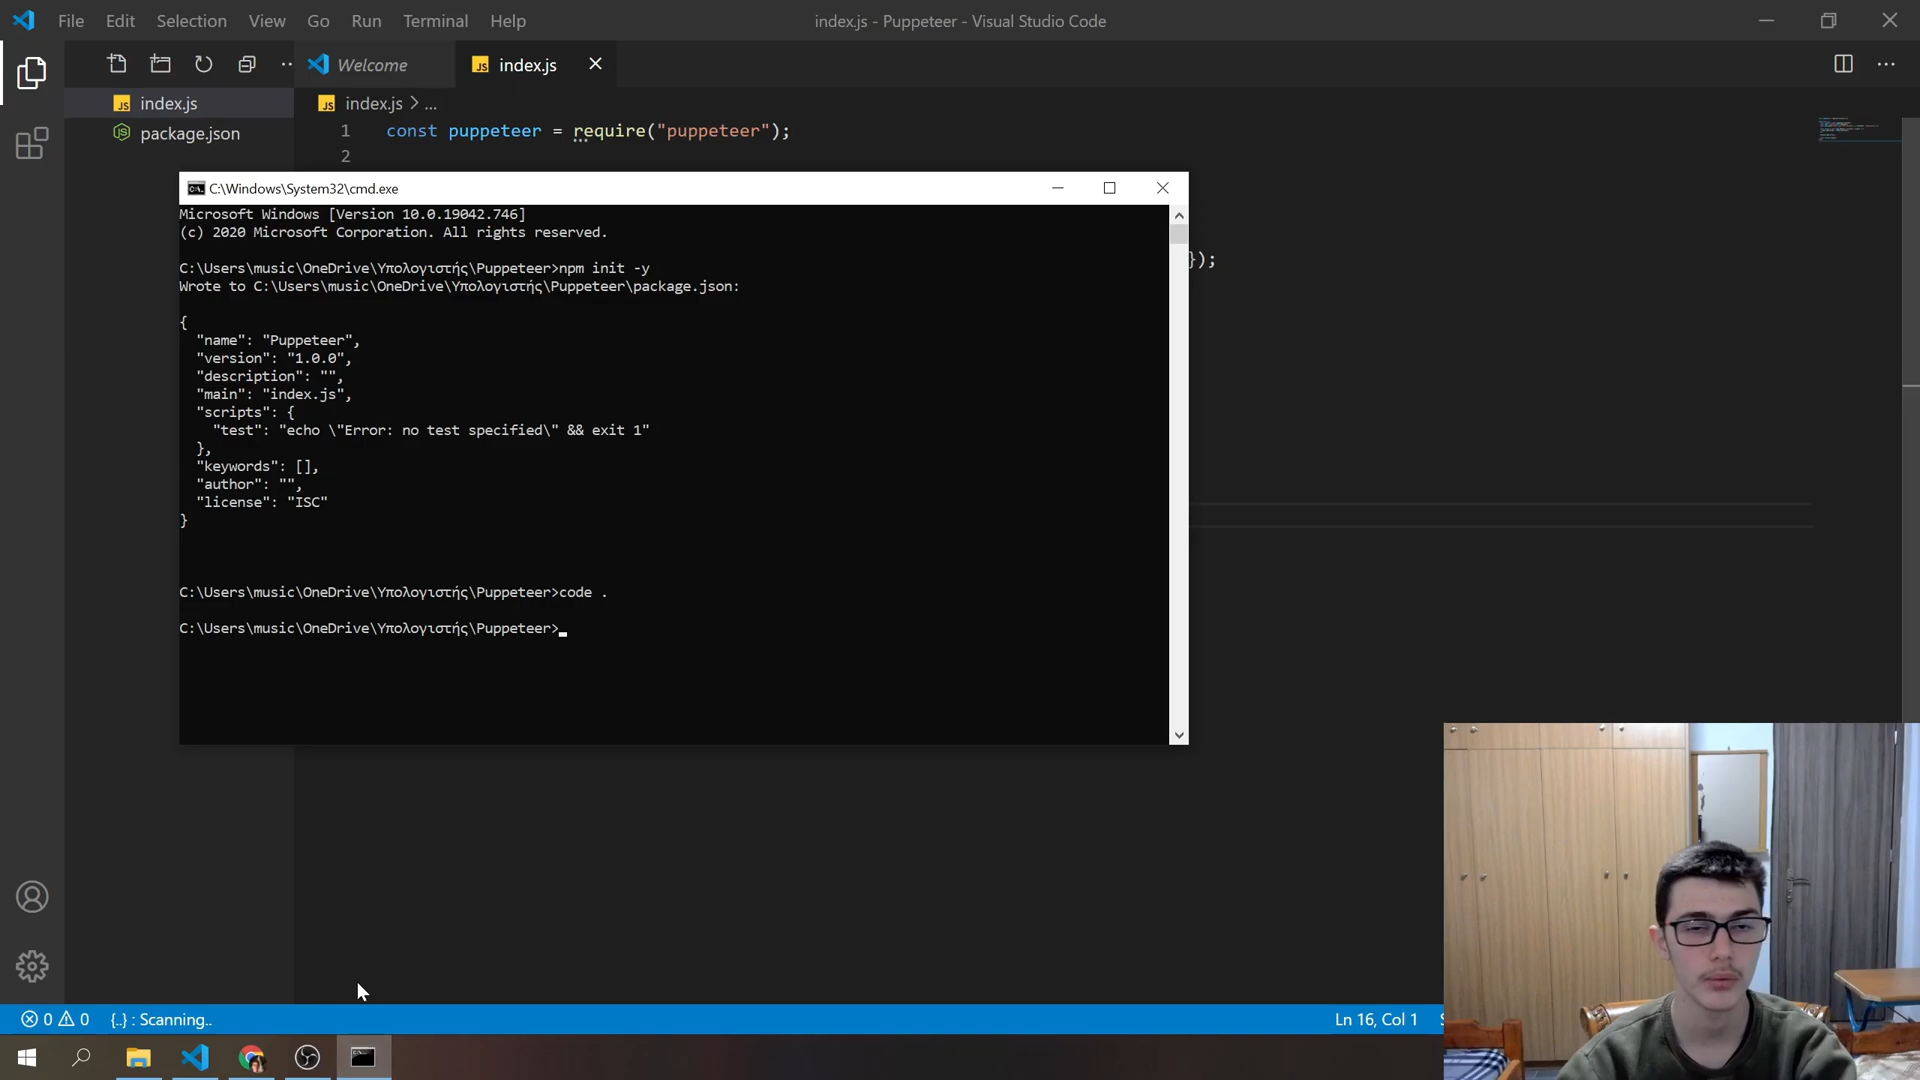 File Edit Selection View Go Run Terminal Help
index.js - Puppeteer - Visual Studio Code
Welcome
index.js
index.js
package.json
index.js > ...
1 const puppeteer = require("puppeteer");
2
C:\Windows\System32\cmd.exe
Microsoft Windows [Version 10.0.19042.746]
(c) 2020 Microsoft Corporation. All rights reserved.
C:\Users\music\OneDrive\Υπολογιστής\Puppeteer>npm init -y
Wrote to C:\Users\music\OneDrive\Υπολογιστής\Puppeteer\package.json:
{
"name": "Puppeteer",
"version": "1.0.0",
"description": "",
"main": "index.js",
"scripts": {
"test": "echo \"Error: no test specified\" && exit 1"
},
"keywords": [],
"author": "",
"license": "ISC"
}
C:\Users\music\OneDrive\Υπολογιστής\Puppeteer>code .
C:\Users\music\OneDrive\Υπολογιστής\Puppeteer>
});
0 0 {..} : Scanning..
Ln 16, Col 1